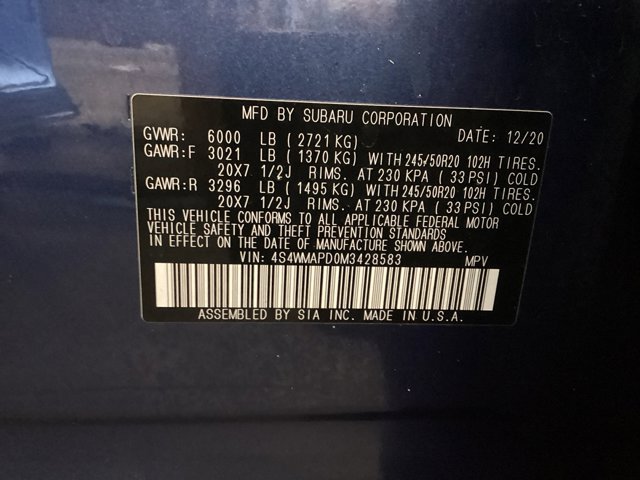 MFD BY SUBARU CORPORATION
GVWR: 6000 LB ( 2721 KG) DATE: 12/20
GAWR:F 3021 LB ( 1370 KG) WITH 245/50R20 102H TIRES.
20X7 1/2J RIMS. AT 230 KPA ( 33 PSI) COLD
GAWR:R 3296 LB ( 1495 KG) WITH 245/50R20 102H TIRES.
20X7 1/2J RIMS. AT 230 KPA ( 33 PSI) COLD
THIS VEHICLE CONFORMS TO ALL APPLICABLE FEDERAL MOTOR
VEHICLE SAFETY AND THEFT PREVENTION STANDARDS
IN EFFECT ON THE DATE OF MANUFACTURE SHOWN ABOVE.
VIN: 4S4WMAPD0M3428583 MPV
ASSEMBLED BY SIA INC. MADE IN U.S.A.